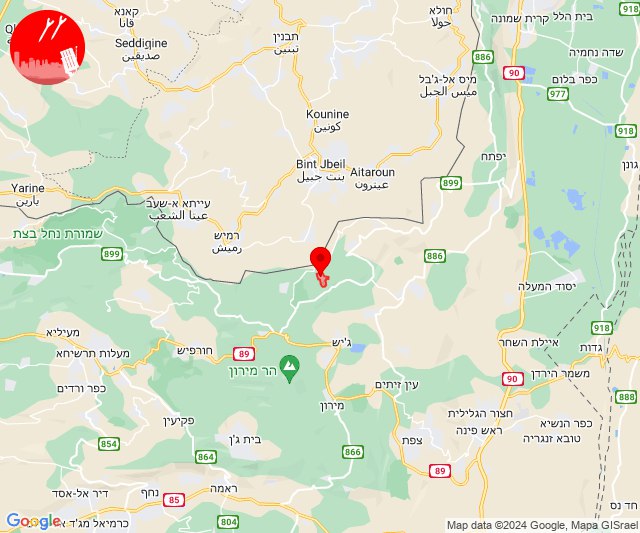 קאנא
قانا
Seddigine
صديقين
תבנין
تبنين
חולא
حولا
קרית שמונה
בית הלל
918
שדה נחמיה
886
90
מיס אל-ג'בל
ميس الجبل
כפר בלום
977
Kounine
كونين
918
Bint Jbeil
بنت جبيل
Aitaroun
عيترون
יפתח
גונן
899
Yarine
يارين
עייתא א-שעב
عيتا الشعب
רמיש
رميش
שמורת נחל בצת
899
886
יסוד המעלה
918
גדות
מעיליא
מעלות תרשיחא
חורפיש
89
ג'יש
איילת השחר
הר מירון
כפר ורדים
עין זיתים
90
משמר הירדן
888
מירון
חצור הגלילית
ראש פינה
כפר הנשיא
טובא זנגריה
פקיעין
854
בית ג'ן
864
866
צפת
89
דיר אל-אסד
נחף
ראמה
85
804
חד נס
Google
כרמיאל
מג'ד
Map data ©2024 Google, Mapa GISrael